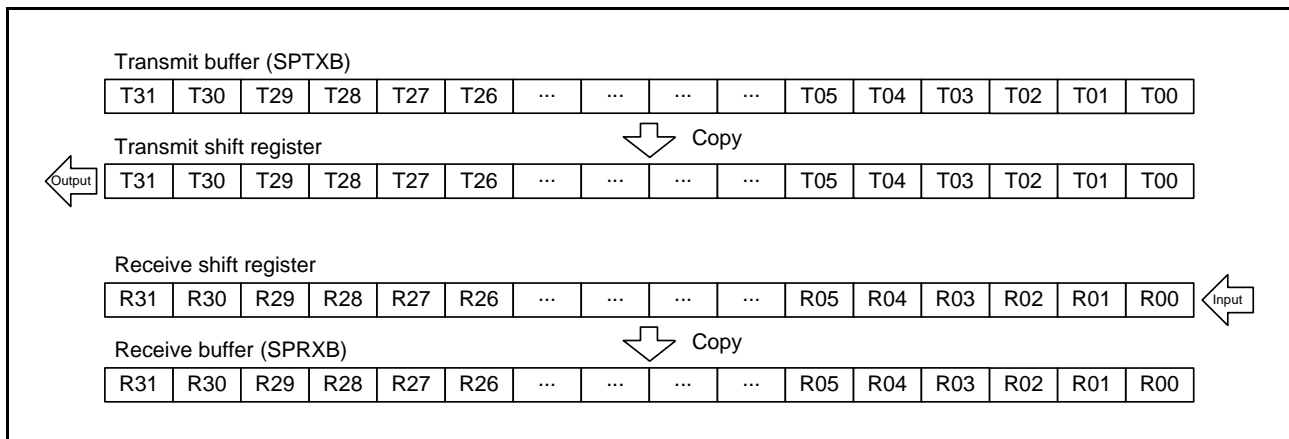 Transmit buffer (SPTXB)
T31 T30 T29 T28 T27 T26 ... ... ... ... T05 T04 T03 T02 T01 T00
Copy
Transmit shift register
Output T31 T30 T29 T28 T27 T26 ... ... ... ... T05 T04 T03 T02 T01 T00
Receive shift register
R31 R30 R29 R28 R27 R26 ... ... ... ... R05 R04 R03 R02 R01 R00 Input
Copy
Receive buffer (SPRXB)
R31 R30 R29 R28 R27 R26 ... ... ... ... R05 R04 R03 R02 R01 R00